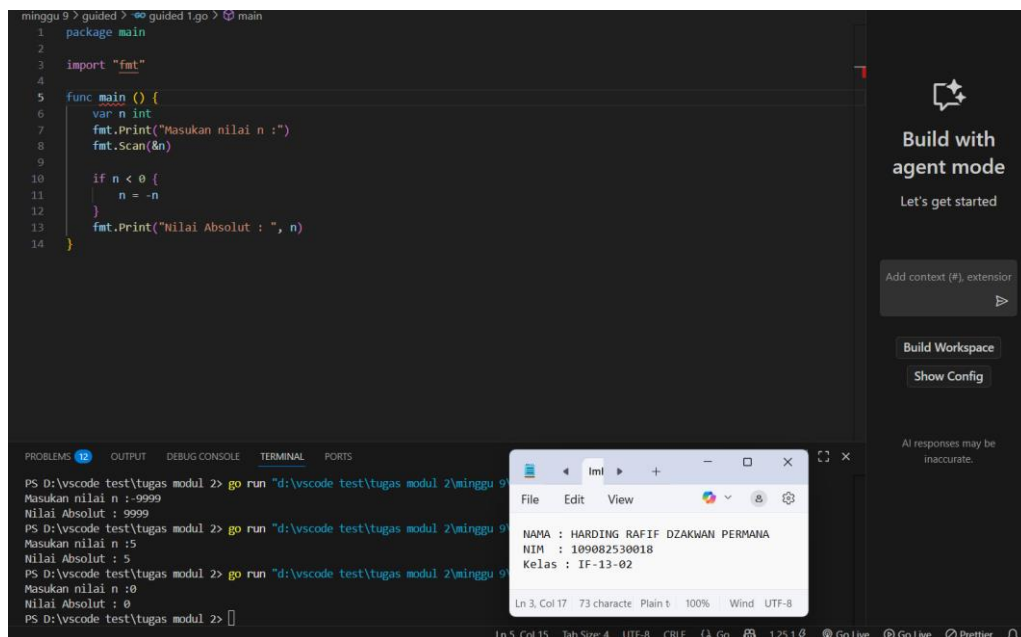 minggu 9 > guided > guided 1.go > main
1 package main
2
3 import "fmt"
4
5 func main () {
6 var n int
7 fmt.Print("Masukan nilai n :")
8 fmt.Scan(&n)
9
10 if n < 0 {
11 n = -n
12 }
13 fmt.Print("Nilai Absolut : ", n)
14 }
Build with
agent mode
Let's get started
Add context (#), extension
Build Workspace
Show Config
AI responses may be
inaccurate.
PROBLEMS 12 OUTPUT DEBUG CONSOLE TERMINAL PORTS
PS D:\vscode test\tugas modul 2> go run "d:\vscode test\tugas modul 2\minggu 9\
Masukan nilai n :-9999
Nilai Absolut : 9999
PS D:\vscode test\tugas modul 2> go run "d:\vscode test\tugas modul 2\minggu 9\
Masukan nilai n :5
Nilai Absolut : 5
PS D:\vscode test\tugas modul 2> go run "d:\vscode test\tugas modul 2\minggu 9\
Masukan nilai n :0
Nilai Absolut : 0
PS D:\vscode test\tugas modul 2>
File Edit View
NAMA : HARDING RAFIF DZAKWAN PERMANA
NIM : 109082530018
Kelas : IF-13-02
Ln 3, Col 17 73 characte Plain t 100% Wind UTF-8
Ln 5, Col 15 Tab Size: 4 UTF-8 CRLF {} Go 1.25.1 Go Live Go Live Prettier